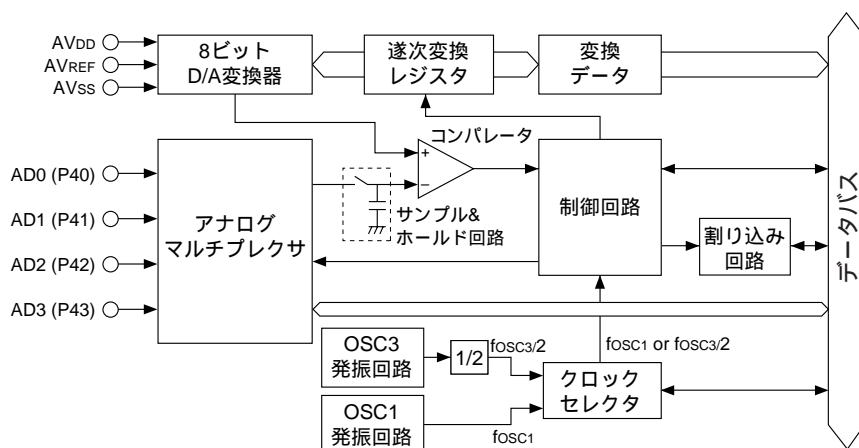 AVDD
AVREF
AVSS
8ビット
D/A変換器
逐次変換
レジスタ
変換
データ
コンパレータ
+
−
AD0 (P40)
AD1 (P41)
AD2 (P42)
AD3 (P43)
アナログ
マルチプレクサ
サンプル&
ホールド回路
制御回路
割り込み
回路
データバス
OSC3
発振回路
1/2
fOSC3/2
fOSC1 or fOSC3/2
クロック
セレクタ
OSC1
発振回路
fOSC1